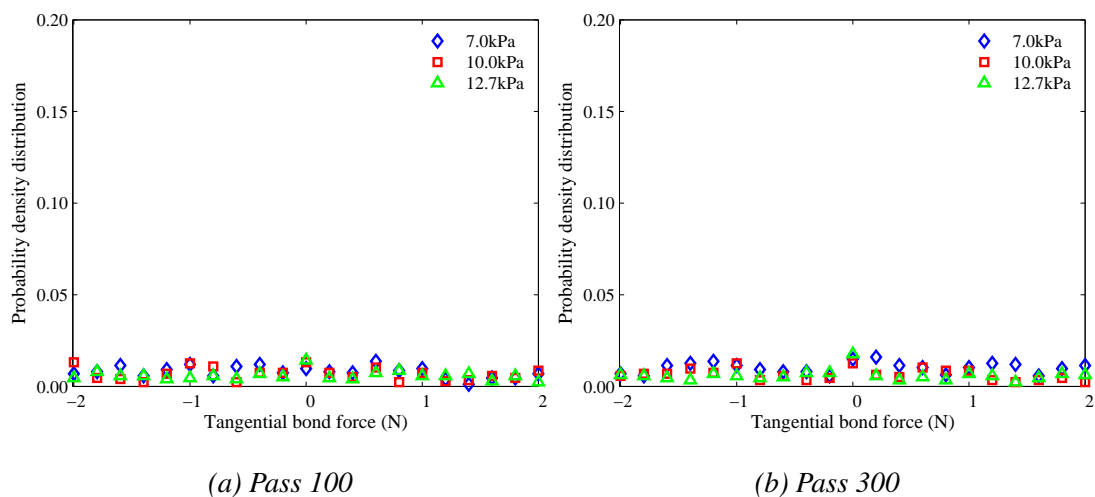 0.20
0.15
0.10
0.05
0.00
−2
−1
0
1
2
Probability density distribution
Tangential bond force (N)
7.0kPa
10.0kPa
12.7kPa
(a) Pass 100
0.20
0.15
0.10
0.05
0.00
−2
−1
0
1
2
Probability density distribution
Tangential bond force (N)
7.0kPa
10.0kPa
12.7kPa
(b) Pass 300